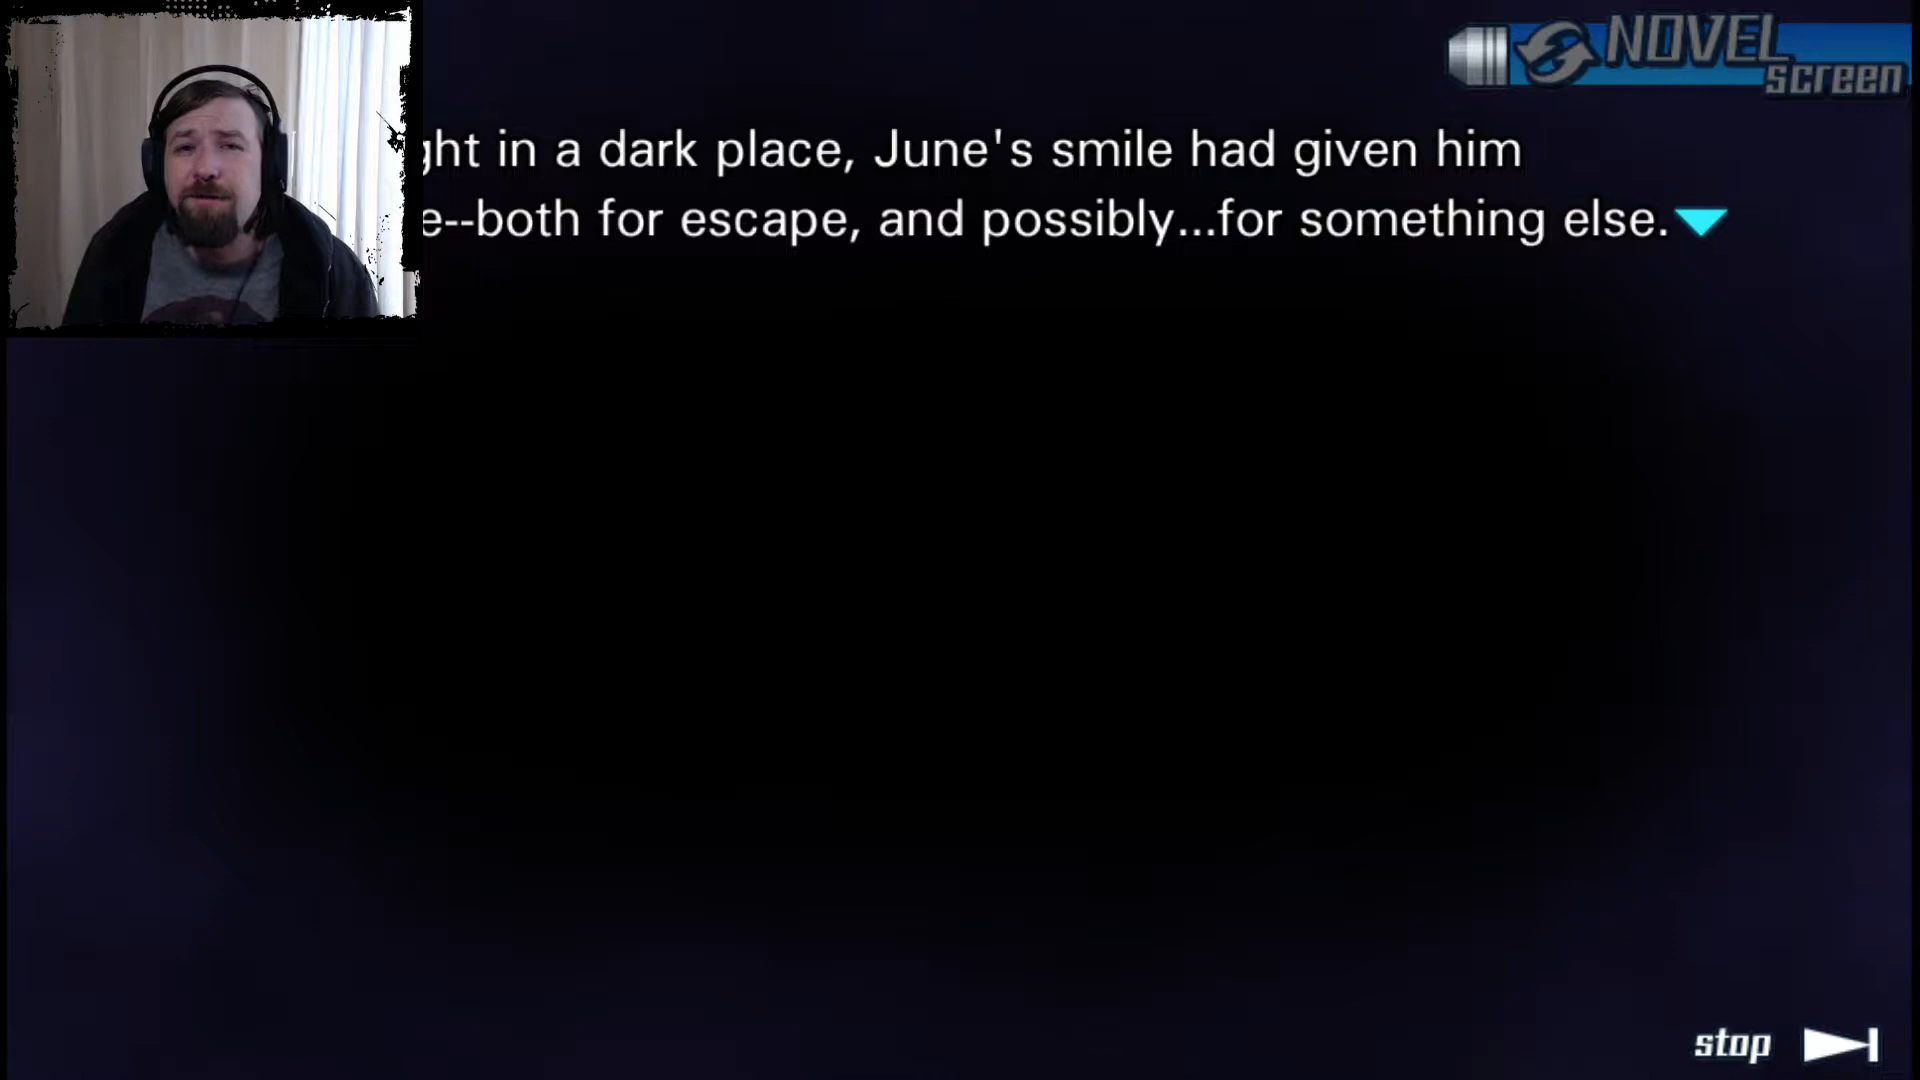 NOVEL
screen
in a dark place, June's smile had given him
both for escape, and possibly...for something else.
stop